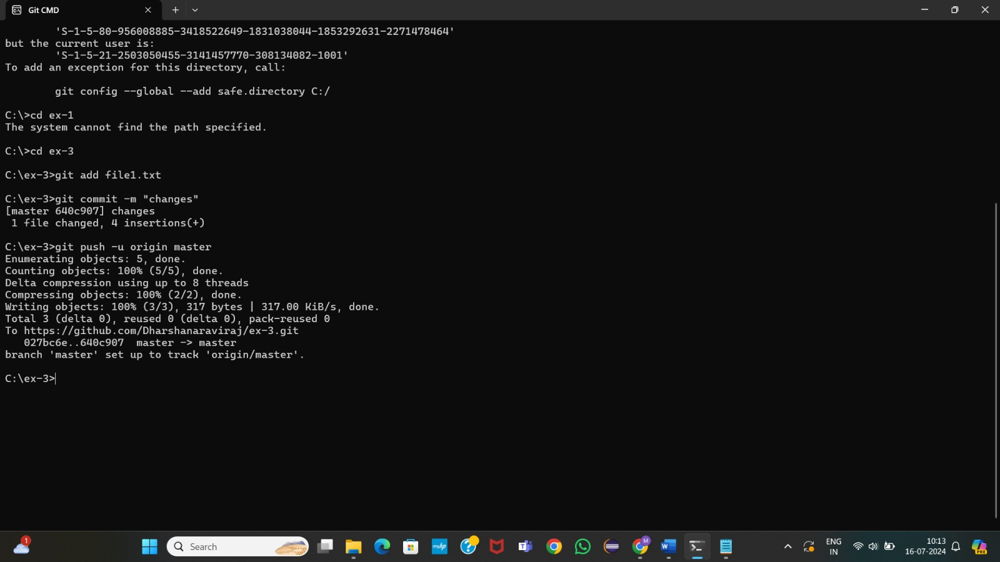 Git CMD
'S-1-5-80-956008885-3418522649-1831038044-1853292631-2271478464'
but the current user is:
'S-1-5-21-2503050455-3141457770-308134082-1001'
To add an exception for this directory, call:
git config --global --add safe.directory C:/
C:\>cd ex-1
The system cannot find the path specified.
C:\>cd ex-3
C:\ex-3>git add file1.txt
C:\ex-3>git commit -m "changes"
[master 640c907] changes
1 file changed, 4 insertions(+)
C:\ex-3>git push -u origin master
Enumerating objects: 5, done.
Counting objects: 100% (5/5), done.
Delta compression using up to 8 threads
Compressing objects: 100% (2/2), done.
Writing objects: 100% (3/3), 317 bytes | 317.00 KiB/s, done.
Total 3 (delta 0), reused 0 (delta 0), pack-reused 0
To https://github.com/Dharshanaraviraj/ex-3.git
027bc6e..640c907  master -> master
branch 'master' set up to track 'origin/master'.
C:\ex-3>
1
Search
myhp
M
W
ENG
IN
10:13
16-07-2024
PRE